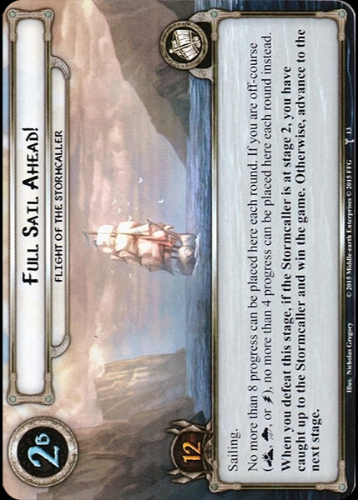 2B
FULL SAIL AHEAD!
FLIGHT OF THE STORMCALLER
12
Sailing.
No more than 8 progress can be placed here each round. If you are off-course
(, , or ), no more than 4 progress can be placed here each round instead.
When you defeat this stage, if the Stormcaller is at stage 2, you have
caught up to the Stormcaller and win the game. Otherwise, advance to the
next stage.
Illus. Nicholas Gregory © 2015 Middle-earth Enterprises © 2015 FFG 13